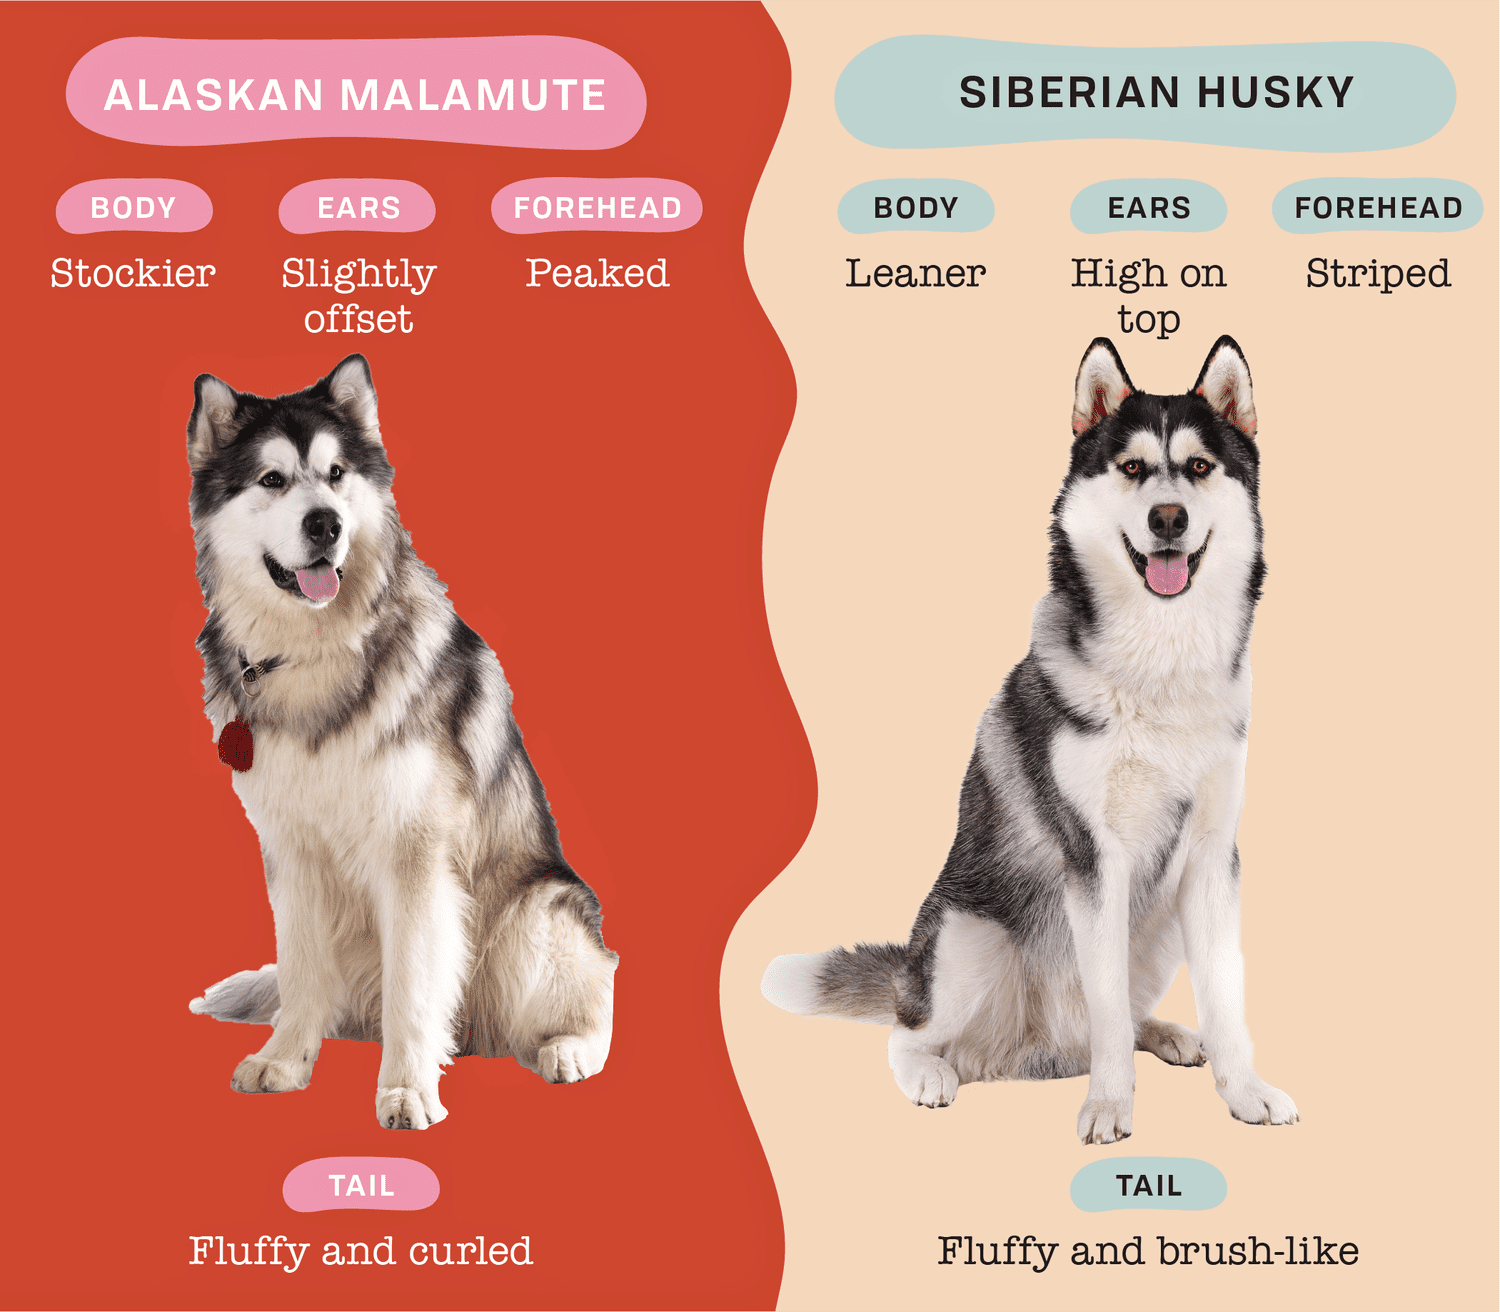 ALASKAN MALAMUTE
BODY
Stockier
EARS
Slightly
offset
FOREHEAD
Peaked
TAIL
Fluffy and curled
SIBERIAN HUSKY
BODY
Leaner
EARS
High on
top
FOREHEAD
Striped
TAIL
Fluffy and brush-like